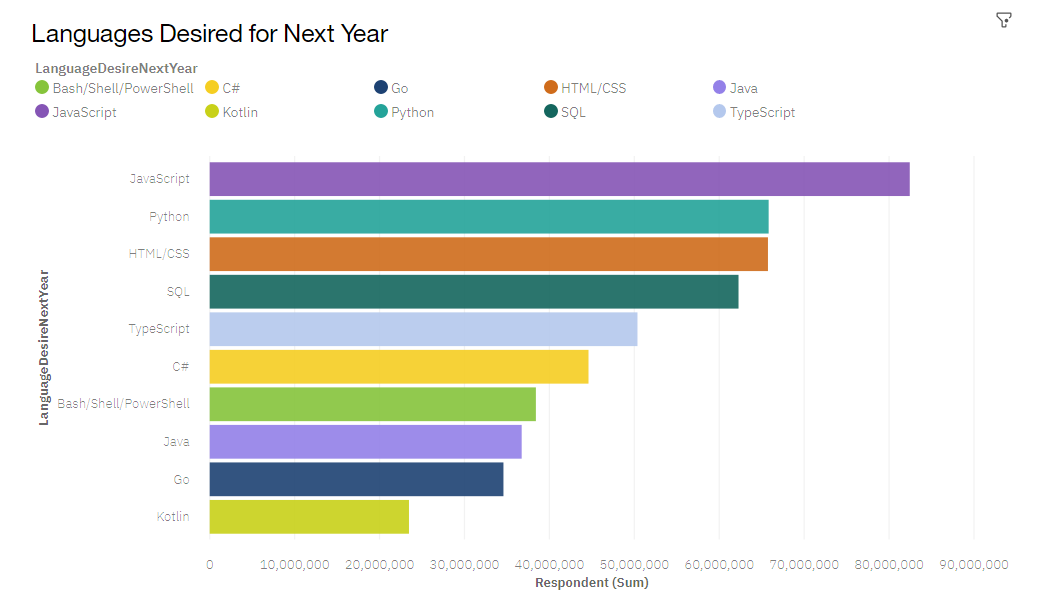 Languages Desired for Next Year
LanguageDesireNextYear
Bash/Shell/PowerShell C# Go HTML/CSS Java
JavaScript Kotlin Python SQL TypeScript
LanguageDesireNextYear
JavaScript
Python
HTML/CSS
SQL
TypeScript
C#
Bash/Shell/PowerShell
Java
Go
Kotlin
0 10,000,000 20,000,000 30,000,000 40,000,000 50,000,000 60,000,000 70,000,000 80,000,000 90,000,000
Respondent (Sum)